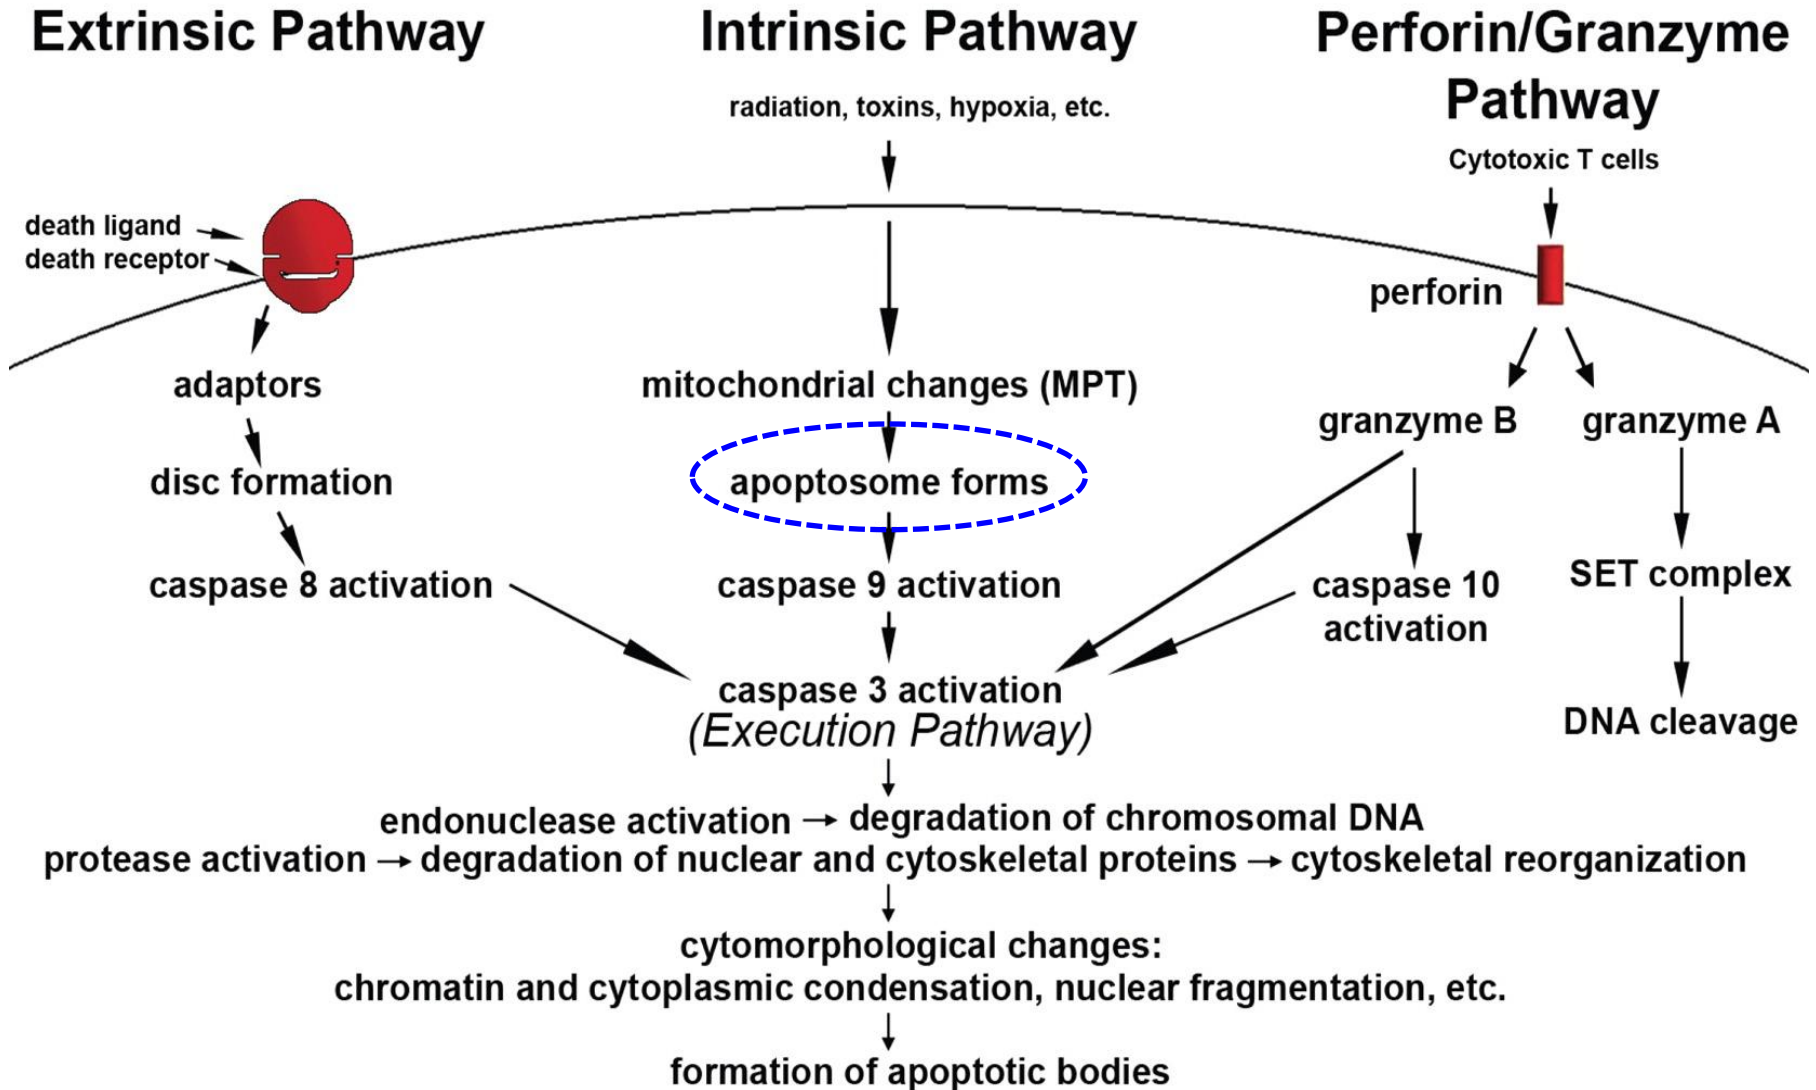 Extrinsic Pathway
Intrinsic Pathway
Perforin/Granzyme
Pathway
radiation, toxins, hypoxia, etc.
Cytotoxic T cells
death ligand
death receptor
perforin
adaptors
mitochondrial changes (MPT)
granzyme B
granzyme A
disc formation
apoptosome forms
caspase 8 activation
caspase 9 activation
caspase 10
activation
SET complex
caspase 3 activation
(Execution Pathway)
DNA cleavage
endonuclease activation → degradation of chromosomal DNA
protease activation → degradation of nuclear and cytoskeletal proteins → cytoskeletal reorganization
cytomorphological changes:
chromatin and cytoplasmic condensation, nuclear fragmentation, etc.
formation of apoptotic bodies